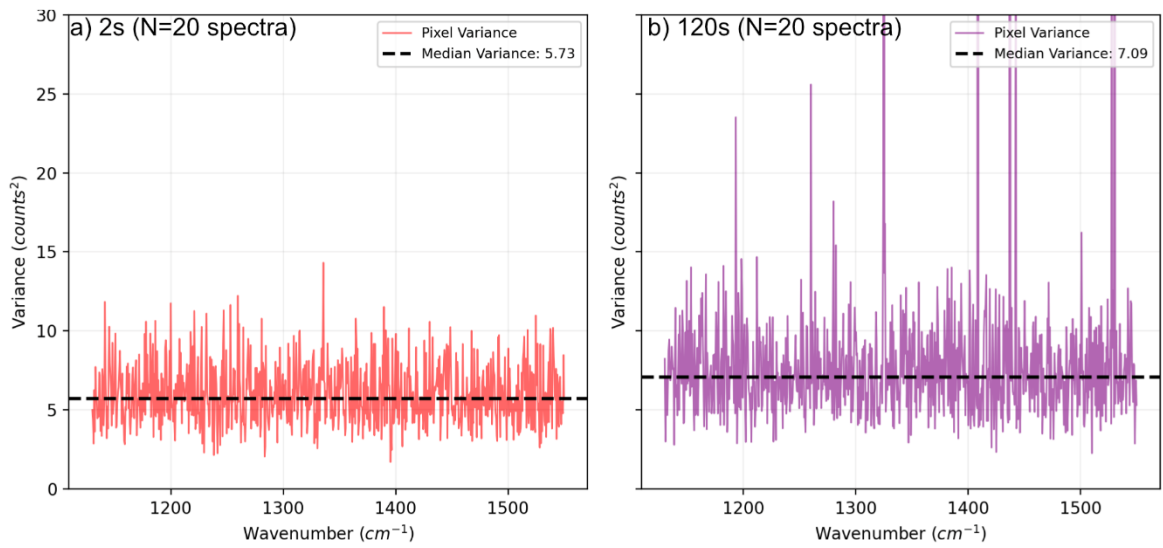 a) 2s (N=20 spectra)
Pixel Variance
Median Variance: 5.73
30
25
20
15
10
5
0
Variance (counts²)
1200
1300
1400
1500
Wavenumber (cm⁻¹)
b) 120s (N=20 spectra)
Pixel Variance
Median Variance: 7.09
Variance (counts²)
1200
1300
1400
1500
Wavenumber (cm⁻¹)